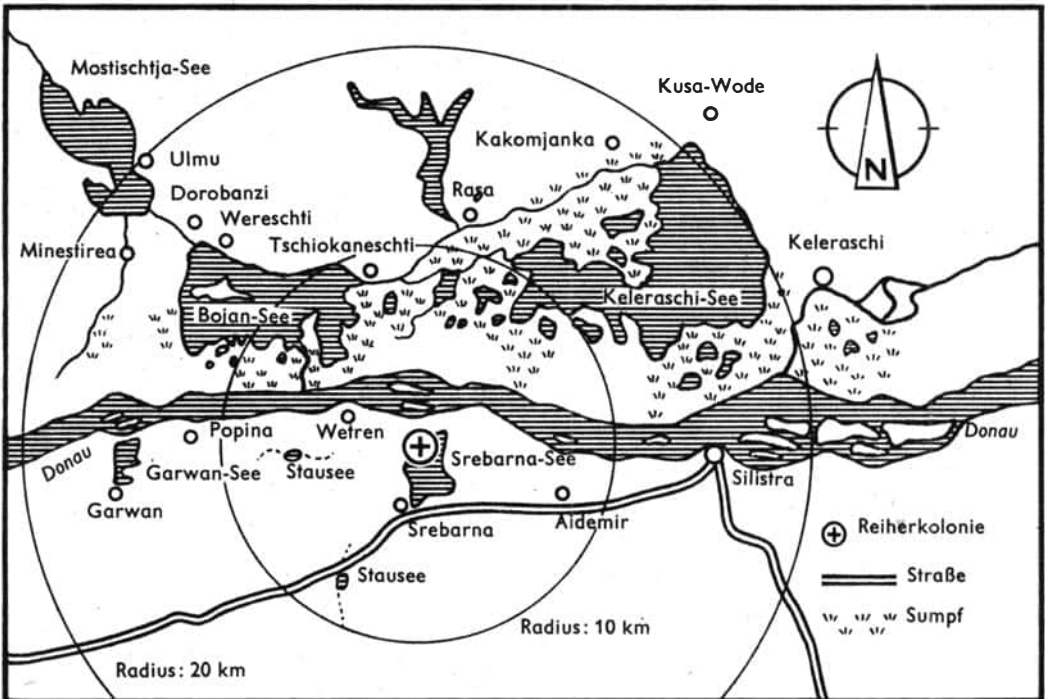 Mostischtja-See
Kusa-Wode
Ulmu
Kakomjanka
N
Dorobanzi
Rasa
Wereschti
Minestirea
Tschiokaneschti
Keleraschi
Bojan-See
Keleraschi-See
Popina
Wetren
Donau
Donau
Garwan-See
Stausee
Srebarna-See
Silistra
Garwan
Srebarna
Aidemir
Reiherkolonie
Stausee
Straße
Sumpf
Radius: 10 km
Radius: 20 km